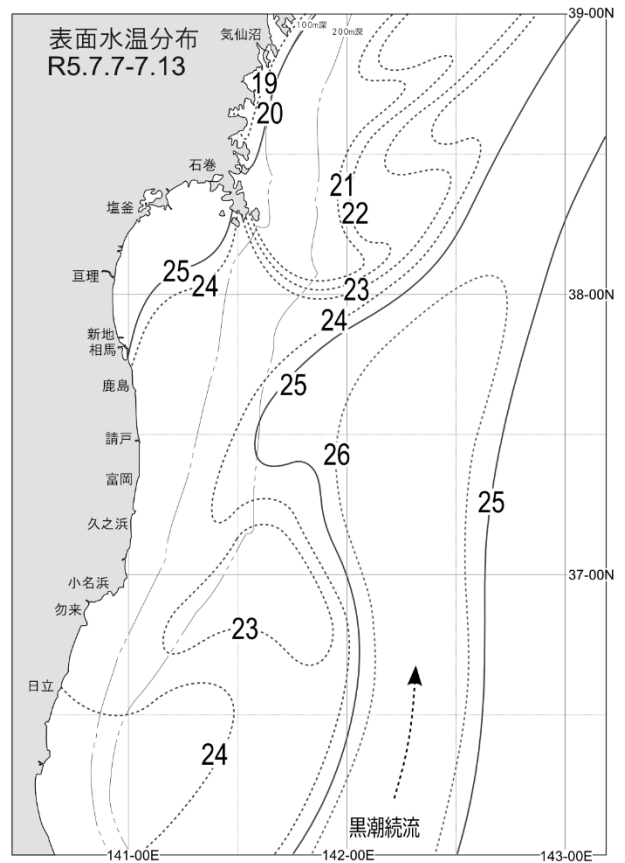 表面水温分布
R5.7.7-7.13
気仙沼
100m深
200m深
39-00N
19
20
石巻
21
塩釜
22
25
亘理
24
23
38-00N
24
新地
相馬
25
鹿島
26
請戸
25
富岡
久之浜
37-00N
小名浜
勿来
23
日立
24
黒潮続流
141-00E
142-00E
143-00E